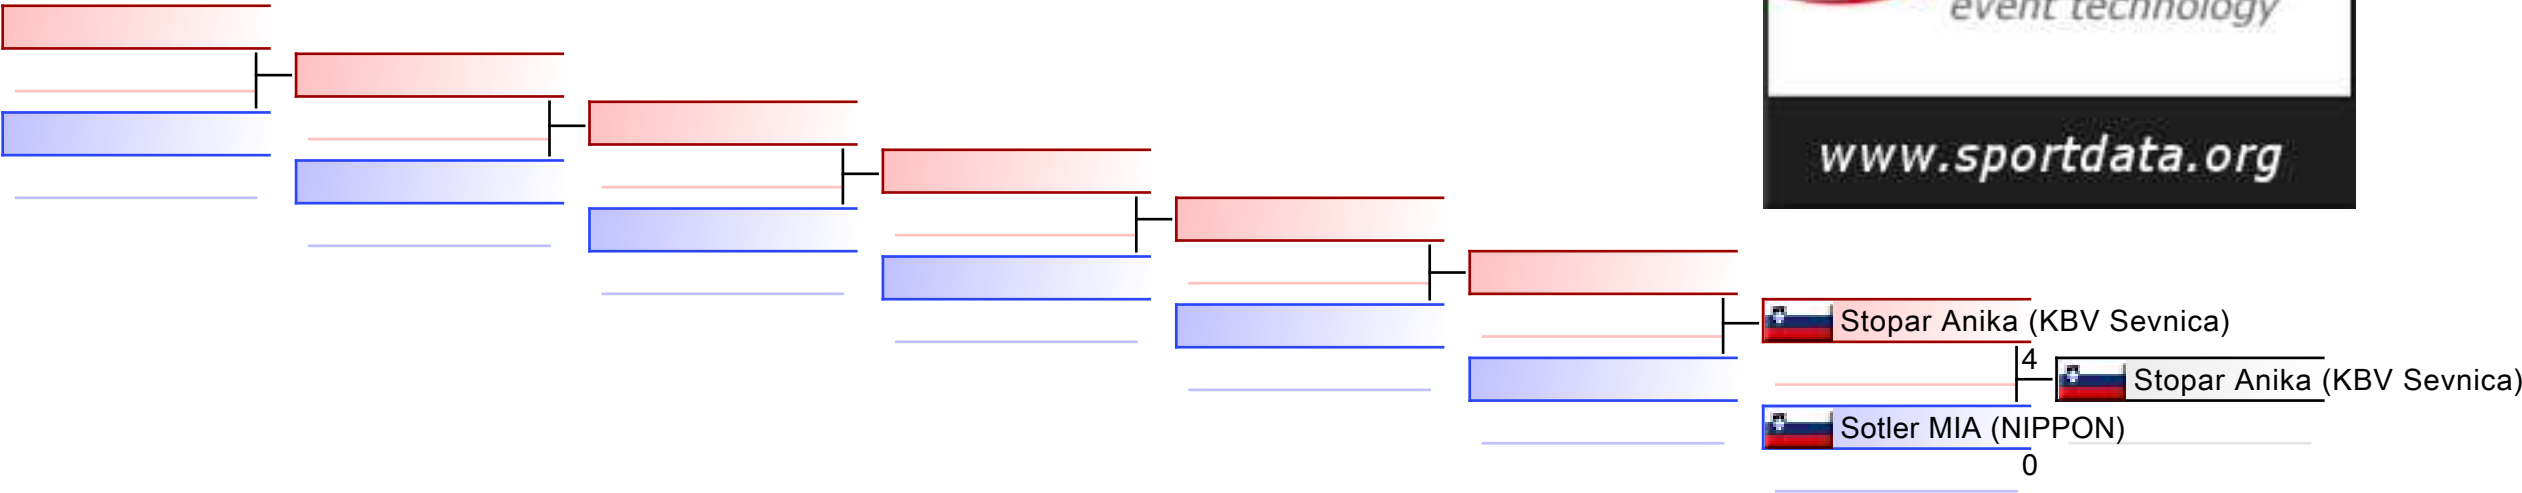 event technology
www.sportdata.org
Stopar Anika (KBV Sevnica)
4
Stopar Anika (KBV Sevnica)
Sotler MIA (NIPPON)
0